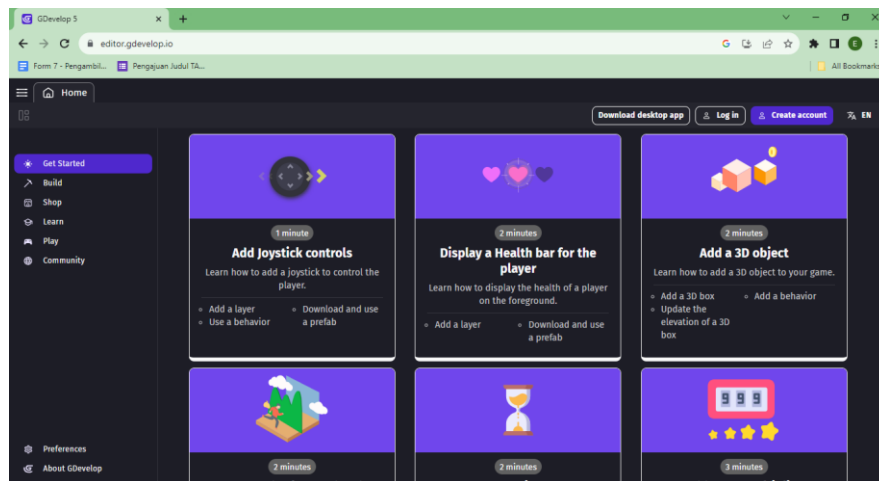 GDevelop 5
editor.gdevelop.io
E
Form 7 - Pengambil...
Pengajuan Judul TA...
All Bookmarks
Home
Download desktop app
Log in
Create account
EN
Get Started
Build
Shop
Learn
Play
Community
Preferences
About GDevelop
1 minute
Add Joystick controls
Learn how to add a joystick to control the
player.
Add a layer
Use a behavior
Download and use
a prefab
2 minutes
Display a Health bar for the
player
Learn how to display the health of a player
on the foreground.
Add a layer
Download and use
a prefab
2 minutes
Add a 3D object
Learn how to add a 3D object to your game.
Add a 3D box
Update the
elevation of a 3D
box
Add a behavior
2 minutes
2 minutes
999
3 minutes